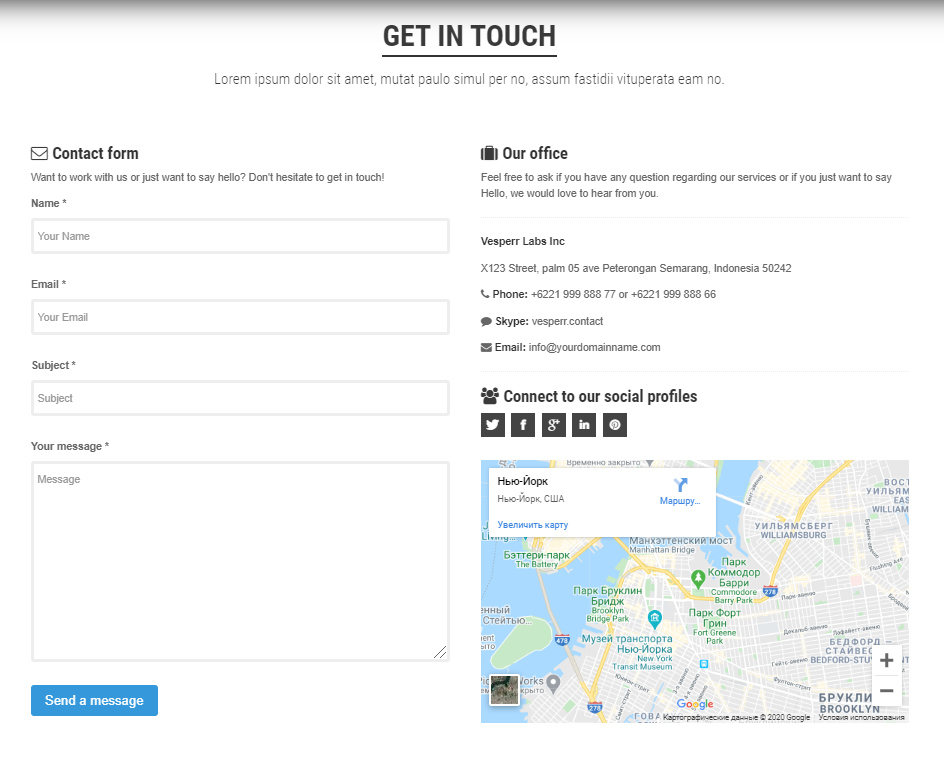 GET IN TOUCH
Lorem ipsum dolor sit amet, mutat paulo simul per no, assum fastidii vituperata eam no.
Contact form
Want to work with us or just want to say hello? Don't hesitate to get in touch!
Name *
Your Name
Email *
Your Email
Subject *
Subject
Your message *
Message
Send a message
Our office
Feel free to ask if you have any question regarding our services or if you just want to say
Hello, we would love to hear from you.
Vesperr Labs Inc
X123 Street, palm 05 ave Peterongan Semarang, Indonesia 50242
Phone: +6221 999 888 77 or +6221 999 888 66
Skype: vesperr.contact
Email: info@yourdomainname.com
Connect to our social profiles
Временно закрыто
Нью-Йорк
Нью-Йорк, США
Маршру...
Увеличить карту
УИЛЬЯМСБЕРГ
WILLIAMSBURG
Манхэттенский мост
Manhattan Bridge
Бэттери-парк
The Battery
Flushing Ave
Парк
Коммодор
Барри
Commodore
Barry Park
278
Парк Бруклин
Бридж
Brooklyn
Bridge Park
Парк Форт
Грин
Fort Greene
Park
Музей транспорта
Нью-Йорка
New York
Transit Museum
478
278
БЕДФОРД
BEDFORD-STU
Works
БРУКЛИ
BROOKLYN
Google
Картографические данные © 2020 Google
Условия использования